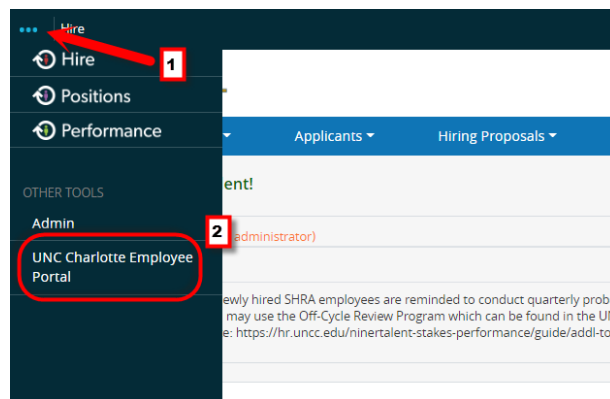 ••• Hire
Hire
1
Positions
Performance
Applicants
Hiring Proposals
OTHER TOOLS
ent!
Admin
2
administrator)
UNC Charlotte Employee
Portal
ewly hired SHRA employees are reminded to conduct quarterly prob
may use the Off-Cycle Review Program which can be found in the U
e: https://hr.uncc.edu/ninertalent-stakes-performance/guide/addl-to